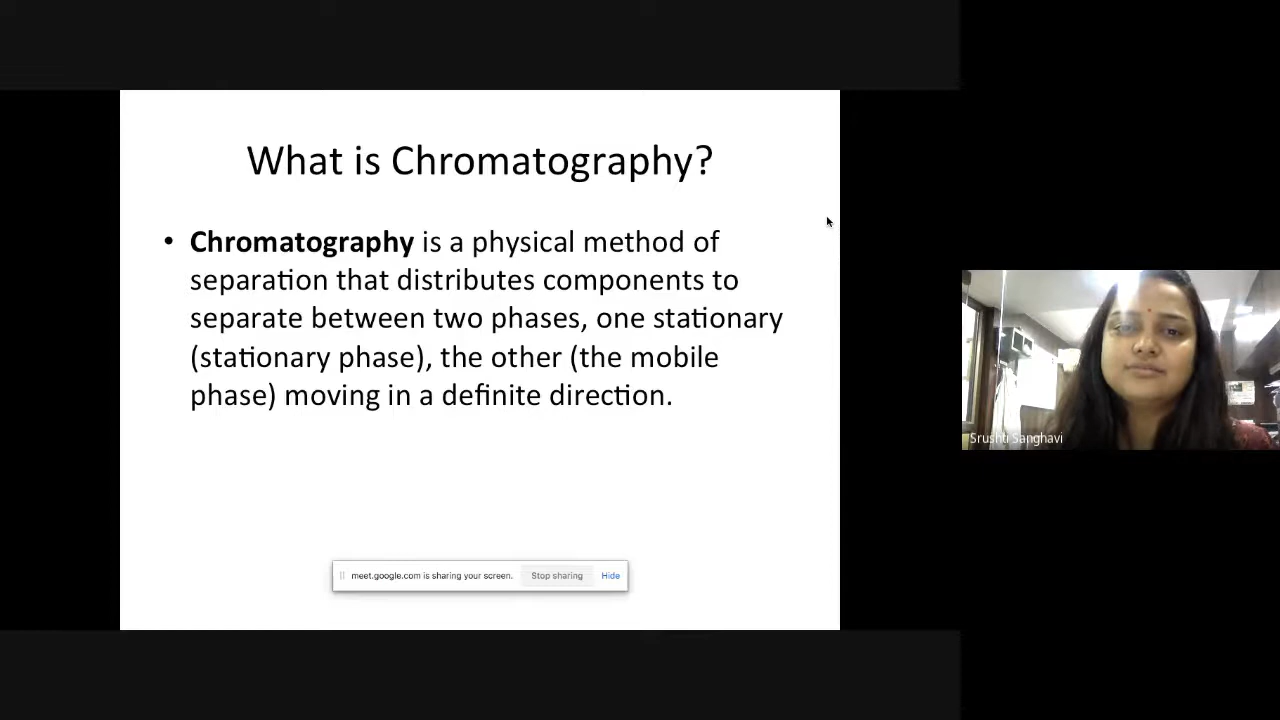 What is Chromatography?
• Chromatography is a physical method of
separation that distributes components to
separate between two phases, one stationary
(stationary phase), the other (the mobile
phase) moving in a definite direction.
Srushti Sanghavi
meet.google.com is sharing your screen. Stop sharing Hide